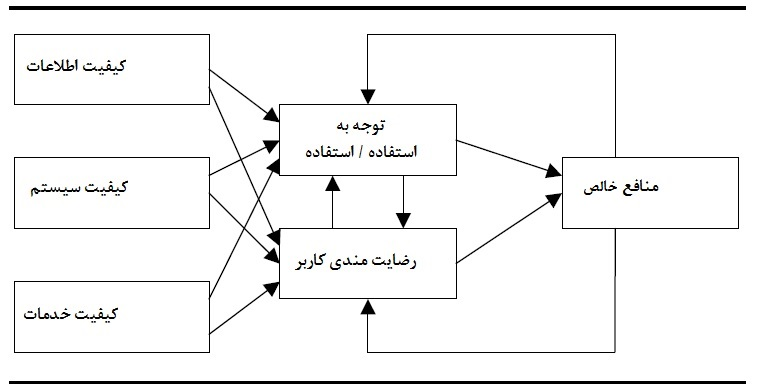 کیفیت اطلاعات
توجه به
استفاده / استفاده
کیفیت سیستم
منافع خالص
رضایت مندی کاربر
کیفیت خدمات